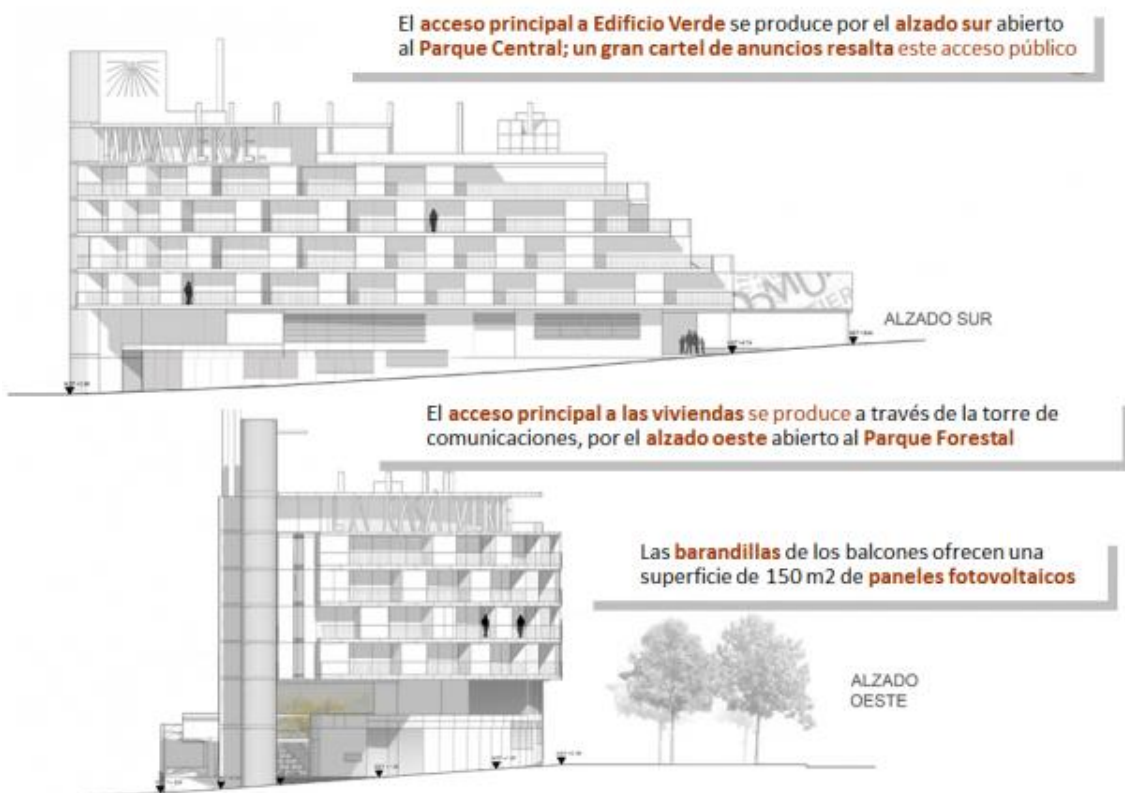 El acceso principal a Edificio Verde se produce por el alzado sur abierto
al Parque Central; un gran cartel de anuncios resalta este acceso público
VERDE
ALZADO SUR
El acceso principal a las viviendas se produce a través de la torre de
comunicaciones, por el alzado oeste abierto al Parque Forestal
Las barandillas de los balcones ofrecen una
superficie de 150 m2 de paneles fotovoltaicos
ALZADO
OESTE